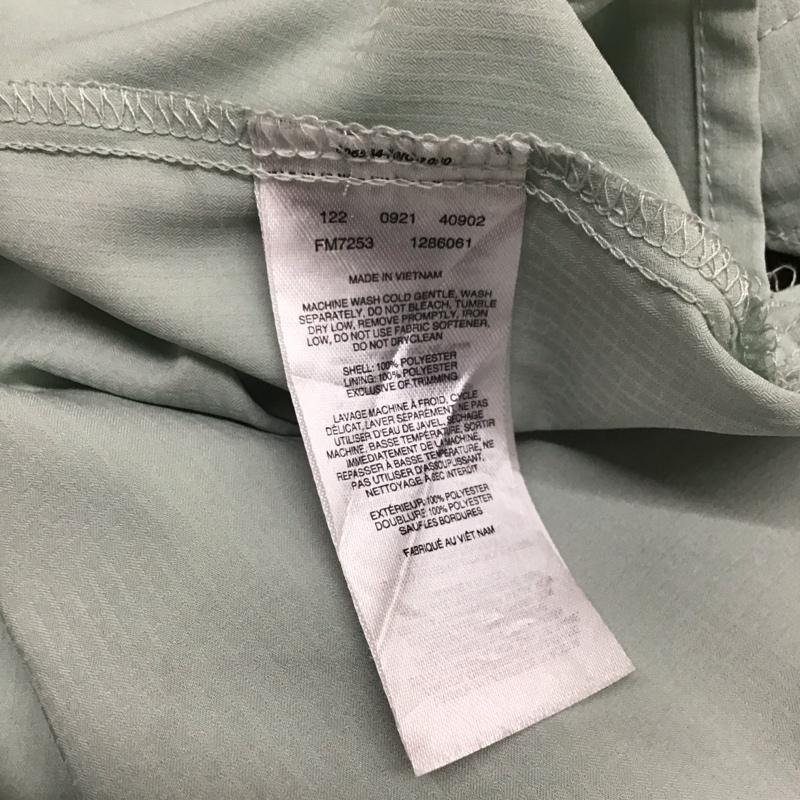 122 0921 40902
FM7253 1286061
MADE IN VIETNAM
MACHINE WASH COLD GENTLE, WASH
SEPARATELY, DO NOT BLEACH, TUMBLE
DRY LOW, REMOVE PROMPTLY, IRON
LOW, DO NOT USE FABRIC SOFTENER,
DO NOT DRYCLEAN
SHELL: 100% POLYESTER
LINING: 100% POLYESTER
EXCLUSIVE OF TRIMMING
LAVAGE MACHINE À FROID, CYCLE
DÉLICAT, LAVER SÉPAREMENT, NE PAS
UTILISER D'EAU DE JAVEL, SÉCHAGE
MACHINE, BASSE TEMPÉRATURE, SORTIR
IMMEDIATEMENT DE LA MACHINE,
REPASSER À BASSE TEMPÉRATURE, NE
PAS UTILISER D'ASSOUPLISSANT,
NETTOYAGE À SEC INTERDIT
EXTÉRIEUR: 100% POLYESTER
DOUBLURE: 100% POLYESTER
SAUF LES BORDURES
FABRIQUÉ AU VIÊT NAM